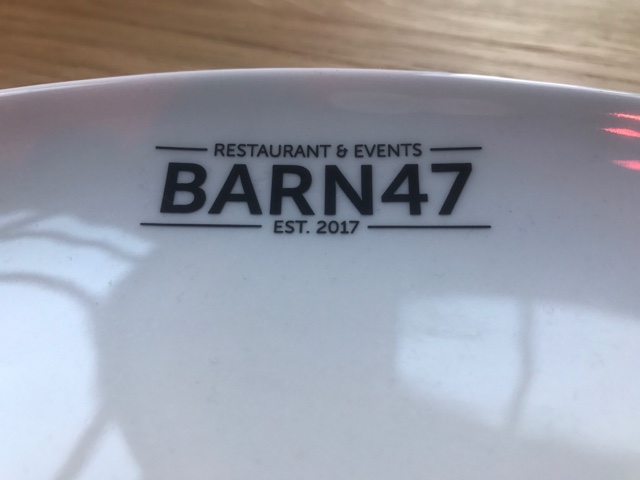 RESTAURANT & EVENTS
BARN47
EST. 2017